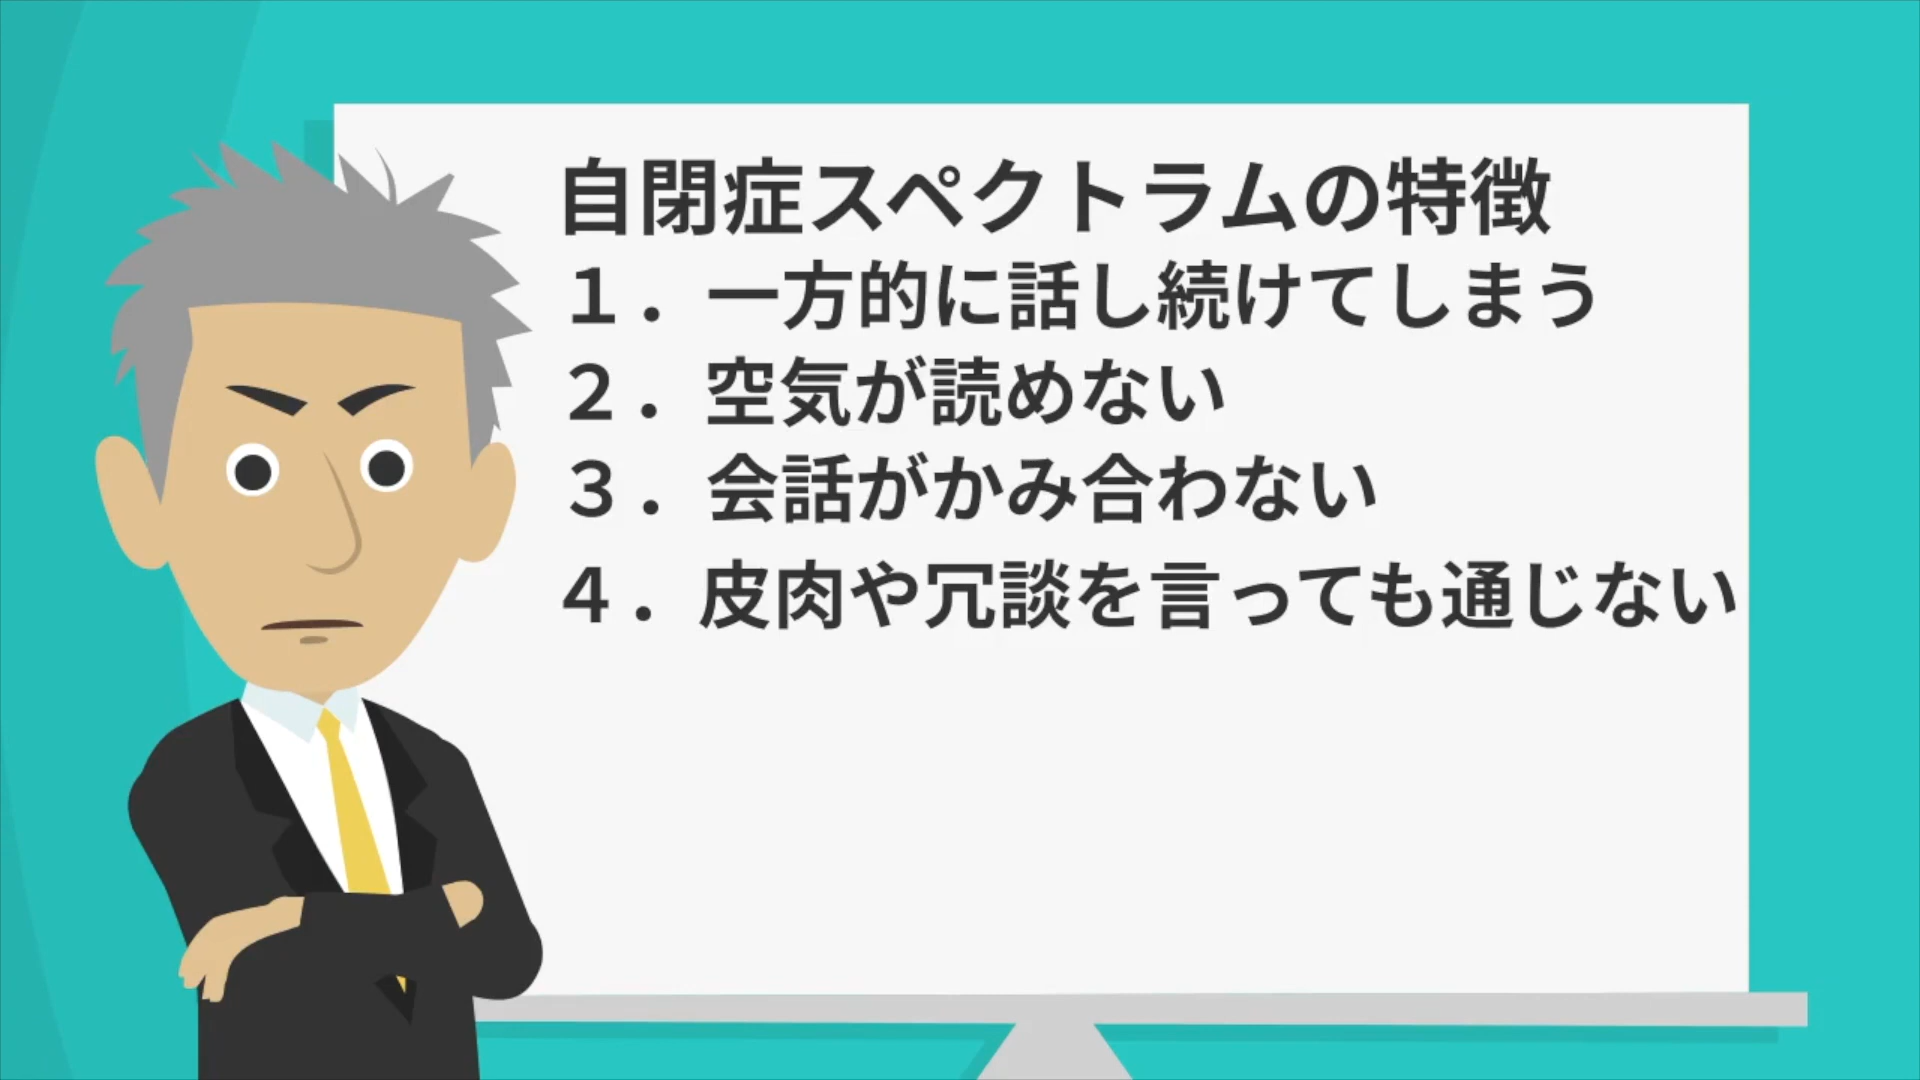 自閉症スペクトラムの特徴
１．一方的に話し続けてしまう
２．空気が読めない
３．会話がかみ合わない
４．皮肉や冗談を言っても通じない